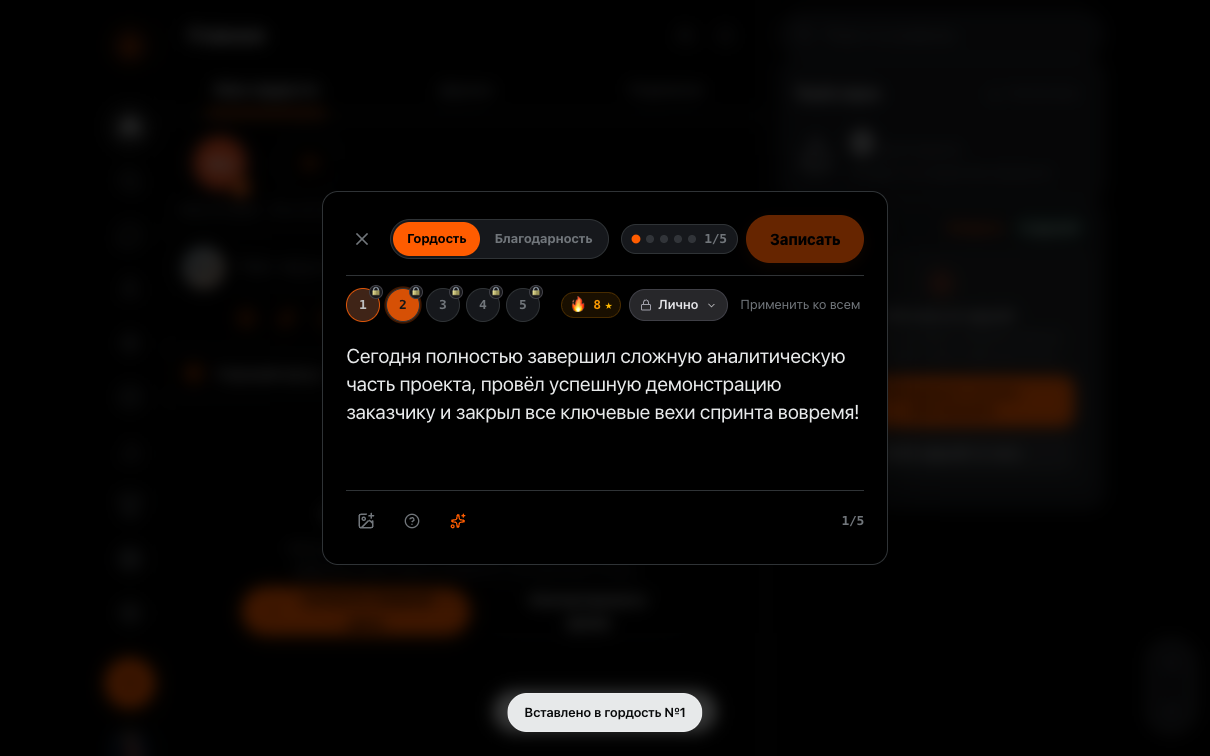 Гордость Благодарность 1/5 Записать
1 2 3 4 5 8 ★ Лично Применить ко всем
Сегодня полностью завершил сложную аналитическую
часть проекта, провёл успешную демонстрацию
заказчику и закрыл все ключевые вехи спринта вовремя!
1/5
Вставлено в гордость №1